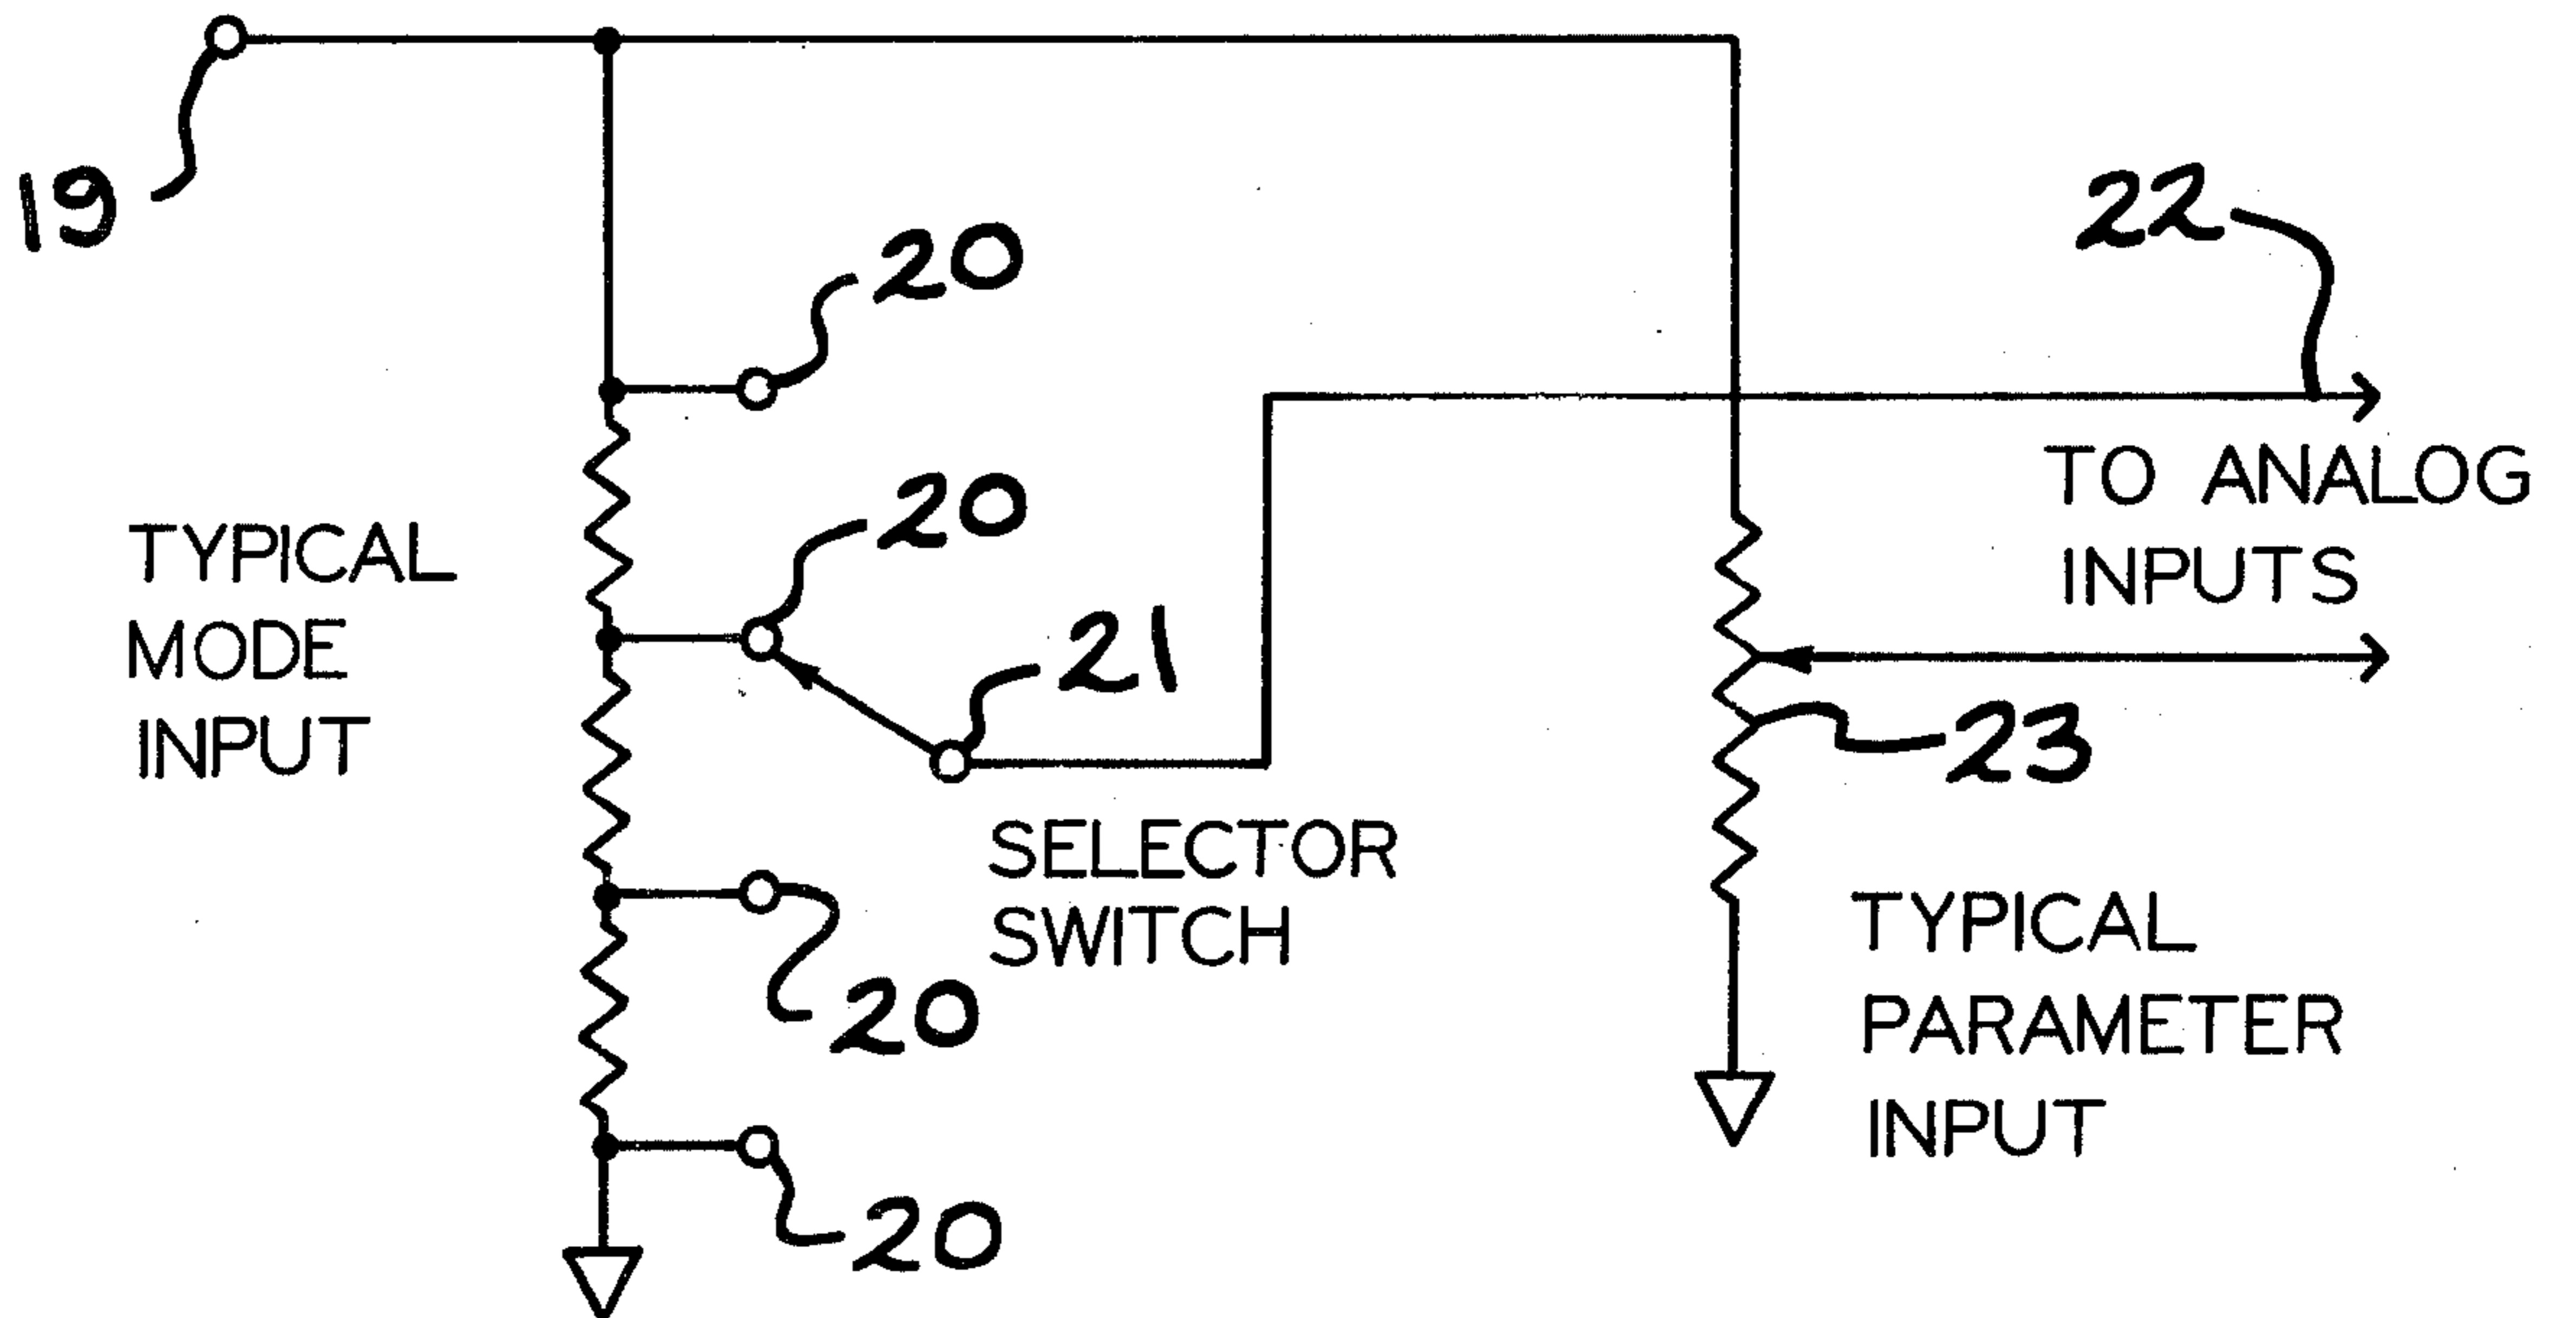 19
20
22
TO ANALOG
INPUTS
20
TYPICAL
MODE
INPUT
21
23
SELECTOR
SWITCH
20
TYPICAL
PARAMETER
INPUT
20